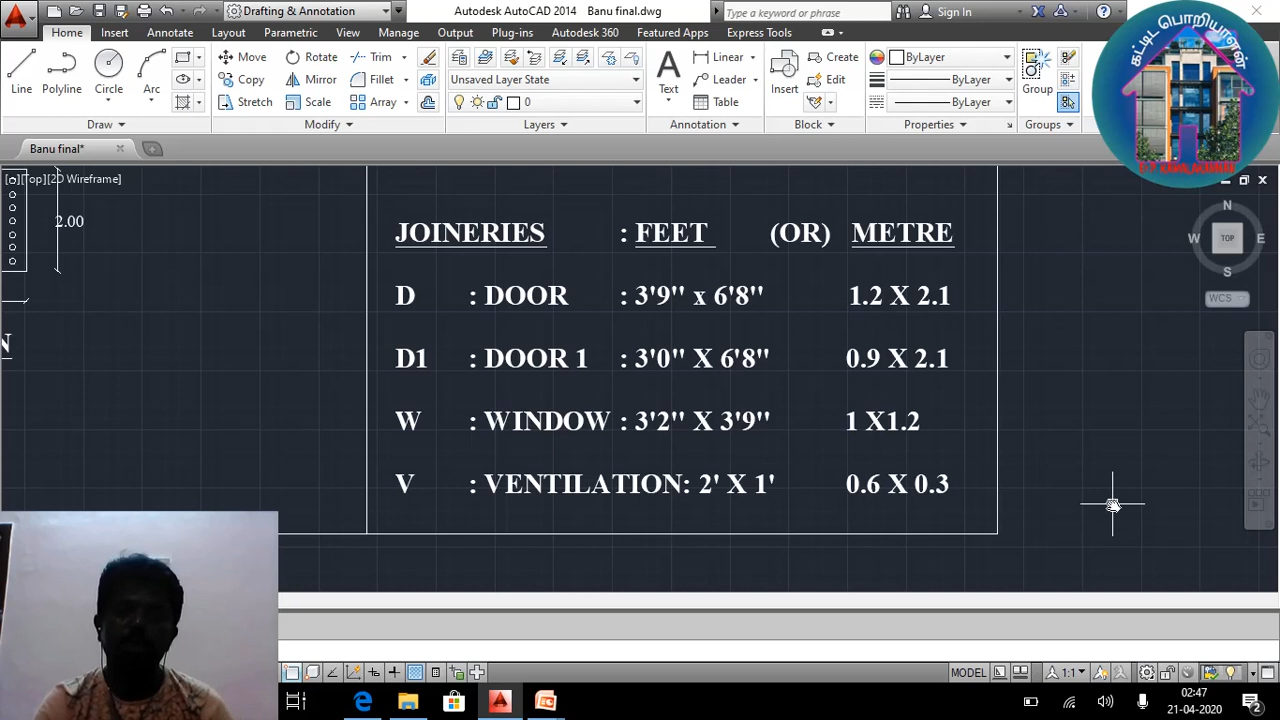 Drafting & Annotation
Autodesk AutoCAD 2014 Banu final.dwg
Type a keyword or phrase
Sign In
Home Insert Annotate Layout Parametric View Manage Output Plug-ins Autodesk 360 Featured Apps Express Tools
Line Polyline Circle Arc
Move Rotate Trim
Copy Mirror Fillet
Stretch Scale Array
Unsaved Layer State
0
Text
Linear
Leader
Table
Insert
Create
Edit
ByLayer
ByLayer
ByLayer
Group
Draw Modify Layers Annotation Block Properties Groups
கட்டிட பொறியாளன்
Banu final*
[-][Top][2D Wireframe]
2.00
N
W TOP E
S
WCS
N
JOINERIES : FEET (OR) METRE
D : DOOR : 3'9" x 6'8" 1.2 X 2.1
D1 : DOOR 1 : 3'0" X 6'8" 0.9 X 2.1
W : WINDOW : 3'2" X 3'9" 1 X1.2
V : VENTILATION: 2' X 1' 0.6 X 0.3
MODEL 1:1
02:47
21-04-2020
2